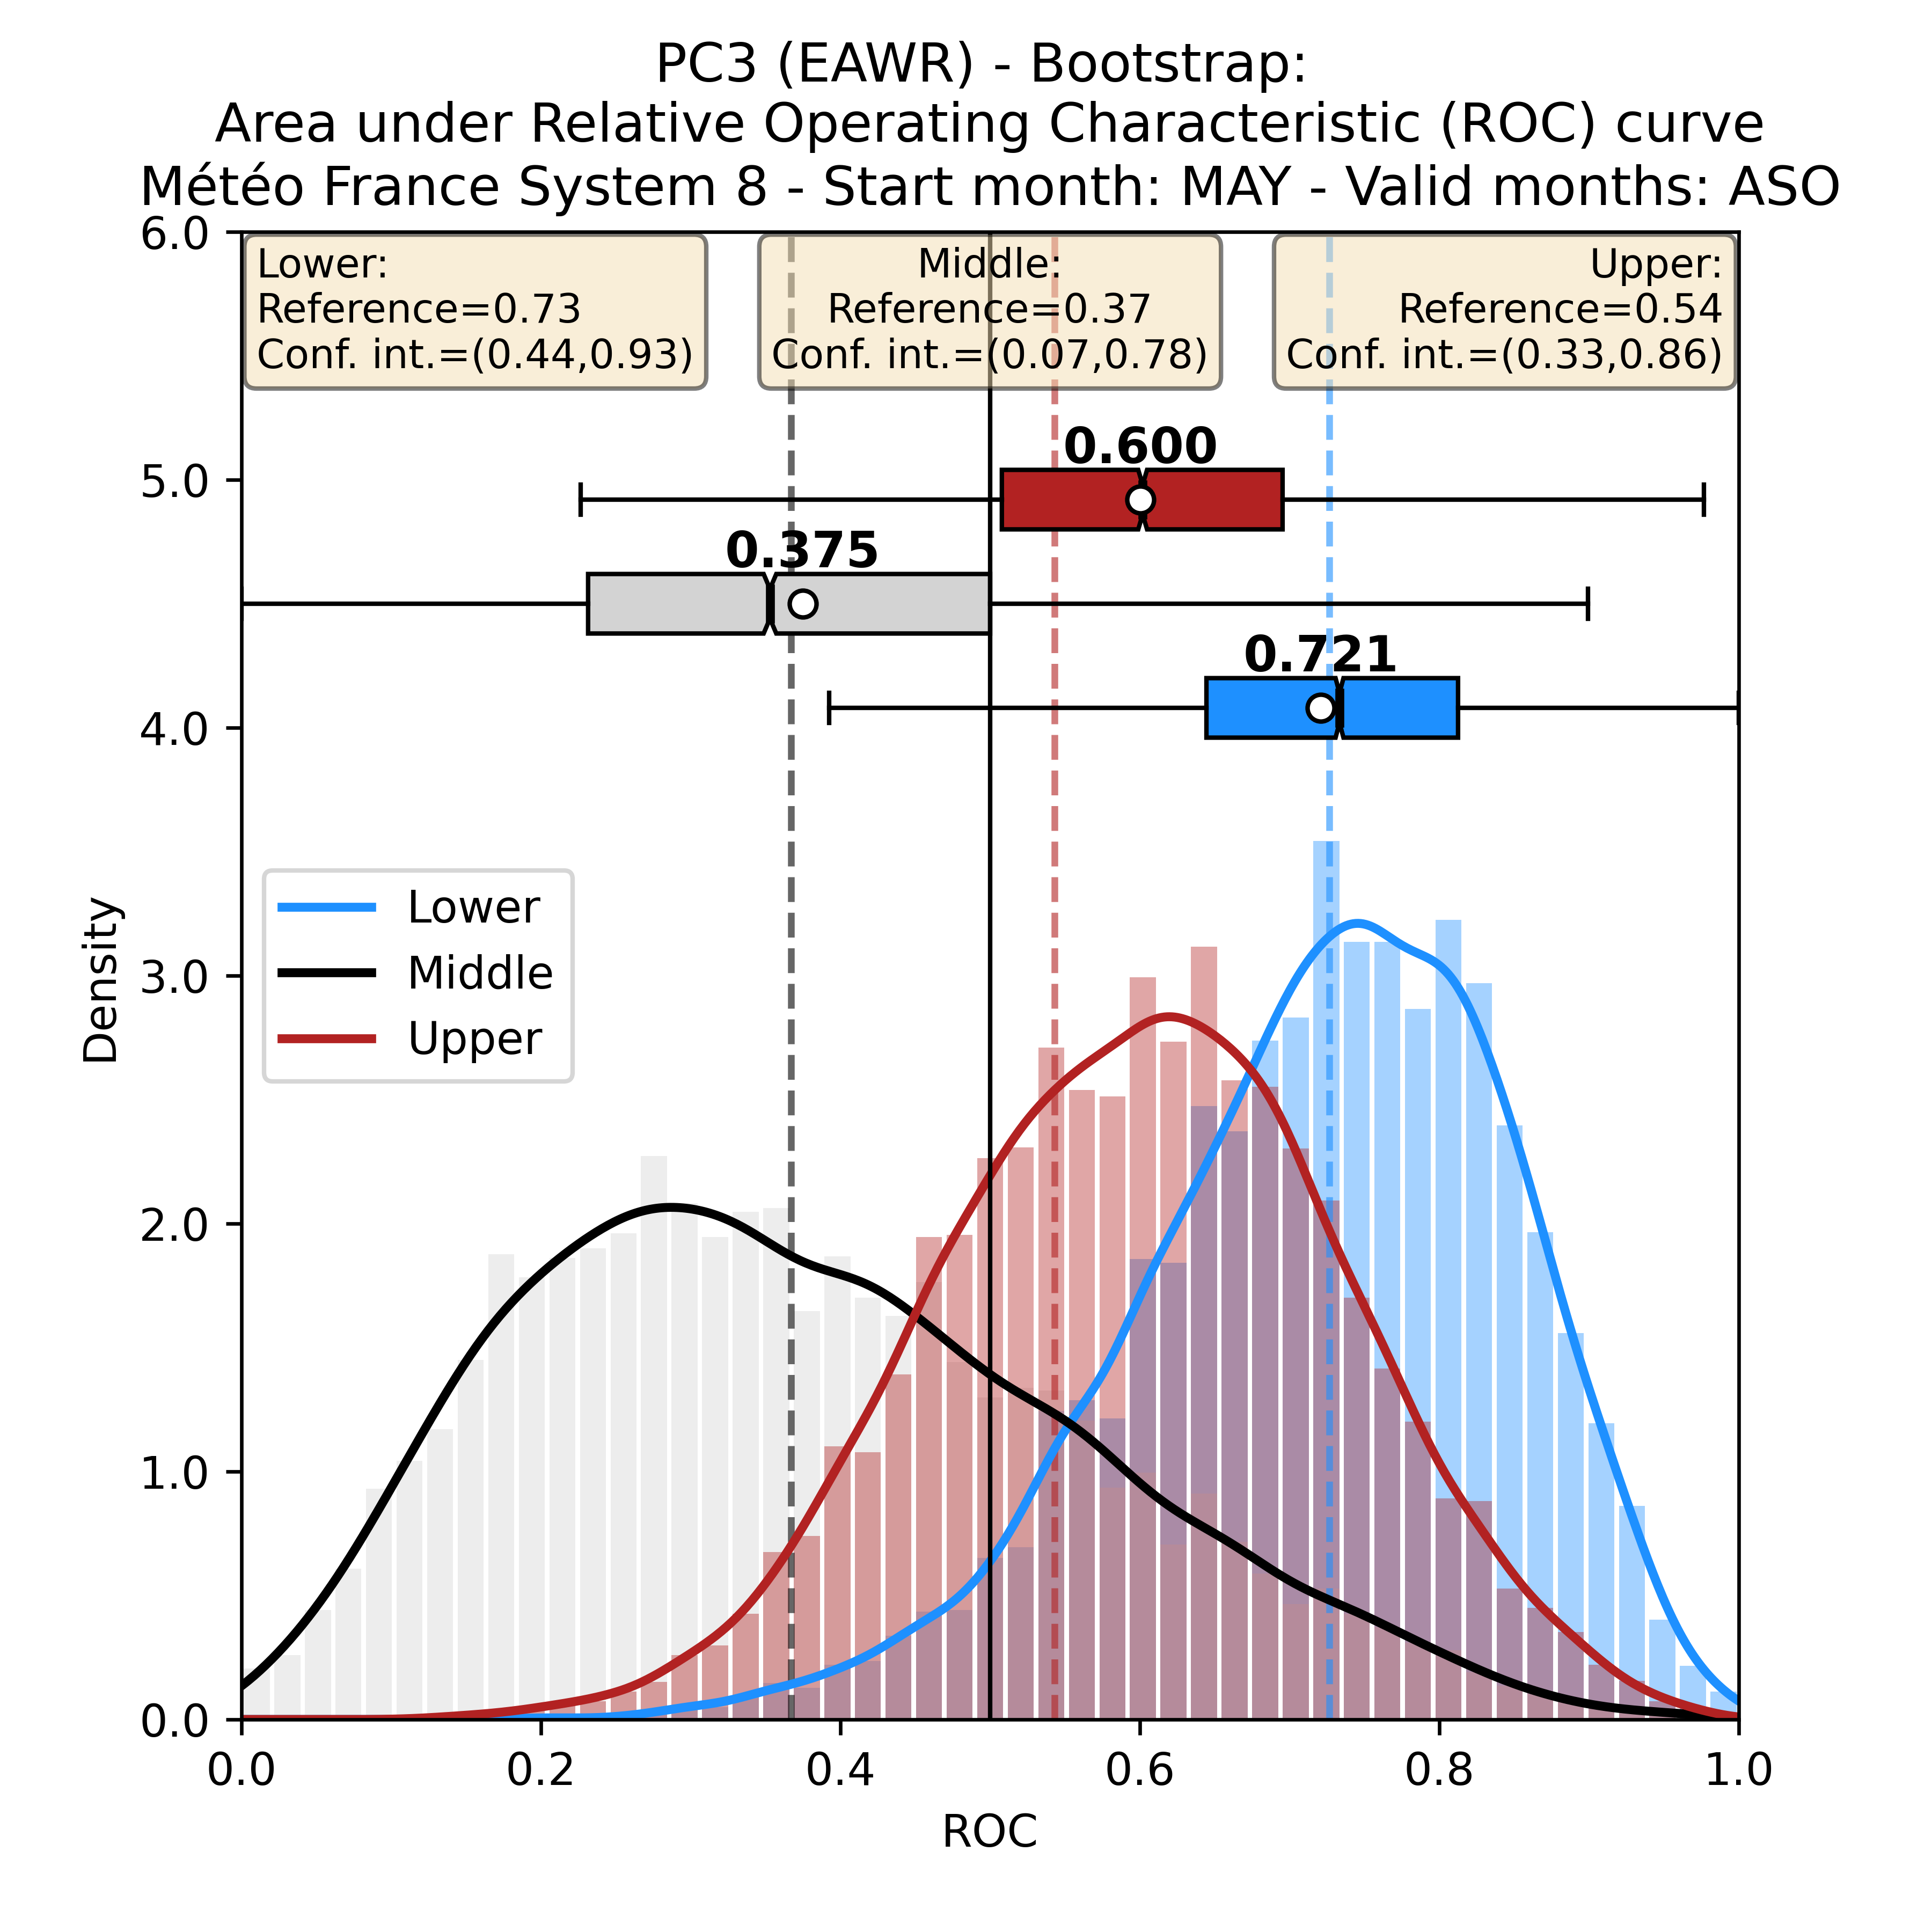 PC3 (EAWR) - Bootstrap:
Area under Relative Operating Characteristic (ROC) curve
Météo France System 8 - Start month: MAY - Valid months: ASO
Lower:
Reference=0.73
Conf. int.=(0.44,0.93)
Middle:
Reference=0.37
Conf. int.=(0.07,0.78)
Upper:
Reference=0.54
Conf. int.=(0.33,0.86)
0.600
0.375
0.721
Lower
Middle
Upper
Density
6.0
5.0
4.0
3.0
2.0
1.0
0.0
0.0 0.2 0.4 0.6 0.8 1.0
ROC